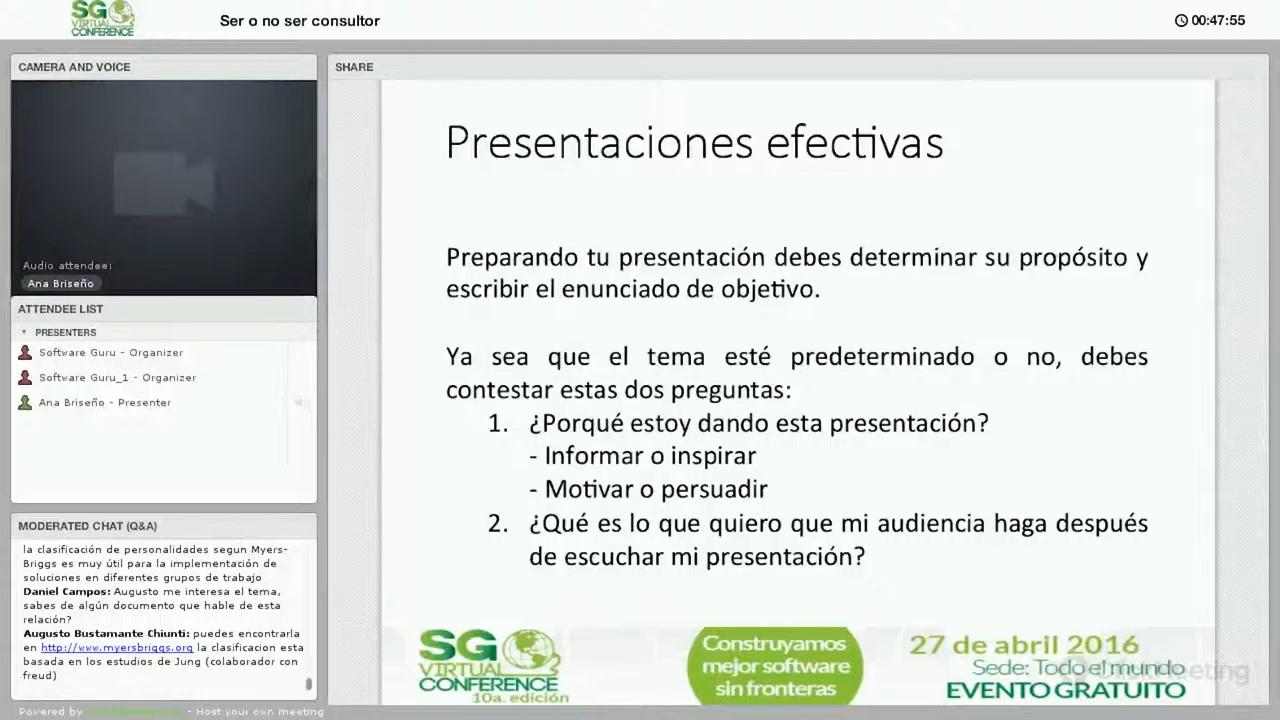 SG
VIRTUAL
CONFERENCE
Ser o no ser consultor
00:47:55
CAMERA AND VOICE
Audio attendee:
Ana Briseño
ATTENDEE LIST
PRESENTERS
Software Guru - Organizer
Software Guru_1 - Organizer
Ana Briseño - Presenter
MODERATED CHAT (Q&A)
la clasificación de personalidades segun Myers-
Briggs es muy útil para la implementación de
soluciones en diferentes grupos de trabajo
Daniel Campos: Augusto me interesa el tema,
sabes de algún documento que hable de esta
relación?
Augusto Bustamante Chiunti: puedes encontrarla
en http://www.myersbriggs.org la clasificacion esta
basada en los estudios de Jung (colaborador con
freud)
Powered by - Host your own meeting
SHARE
Presentaciones efectivas
Preparando tu presentación debes determinar su propósito y
escribir el enunciado de objetivo.
Ya sea que el tema esté predeterminado o no, debes
contestar estas dos preguntas:
1. ¿Porqué estoy dando esta presentación?
- Informar o inspirar
- Motivar o persuadir
2. ¿Qué es lo que quiero que mi audiencia haga después
de escuchar mi presentación?
SG
VIRTUAL
CONFERENCE
10a. edición
Construyamos
mejor software
sin fronteras
27 de abril 2016
Sede: Todo el mundo
EVENTO GRATUITO